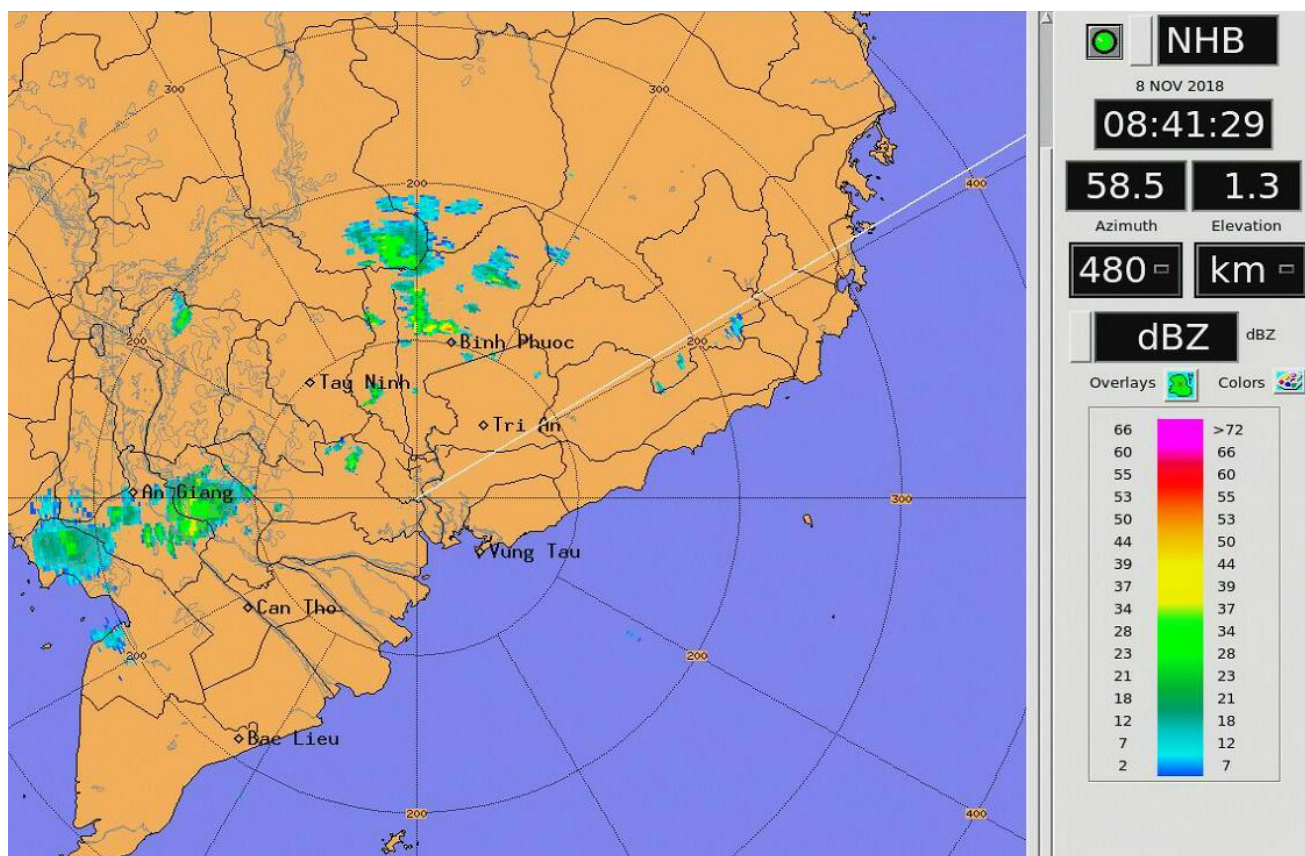 300
300
200
400
200
200
Binh Phuoc
Tay Ninh
Tri An
An Giang
300
Vung Tau
Can Tho
200
200
Bac Lieu
200
400
NHB
8 NOV 2018
08:41:29
58.5 1.3
Azimuth Elevation
480 km
dBZ dBZ
Overlays Colors
66 >72
60 66
55 60
53 55
50 53
44 50
39 44
37 39
34 37
28 34
23 28
21 23
18 21
12 18
7 12
2 7